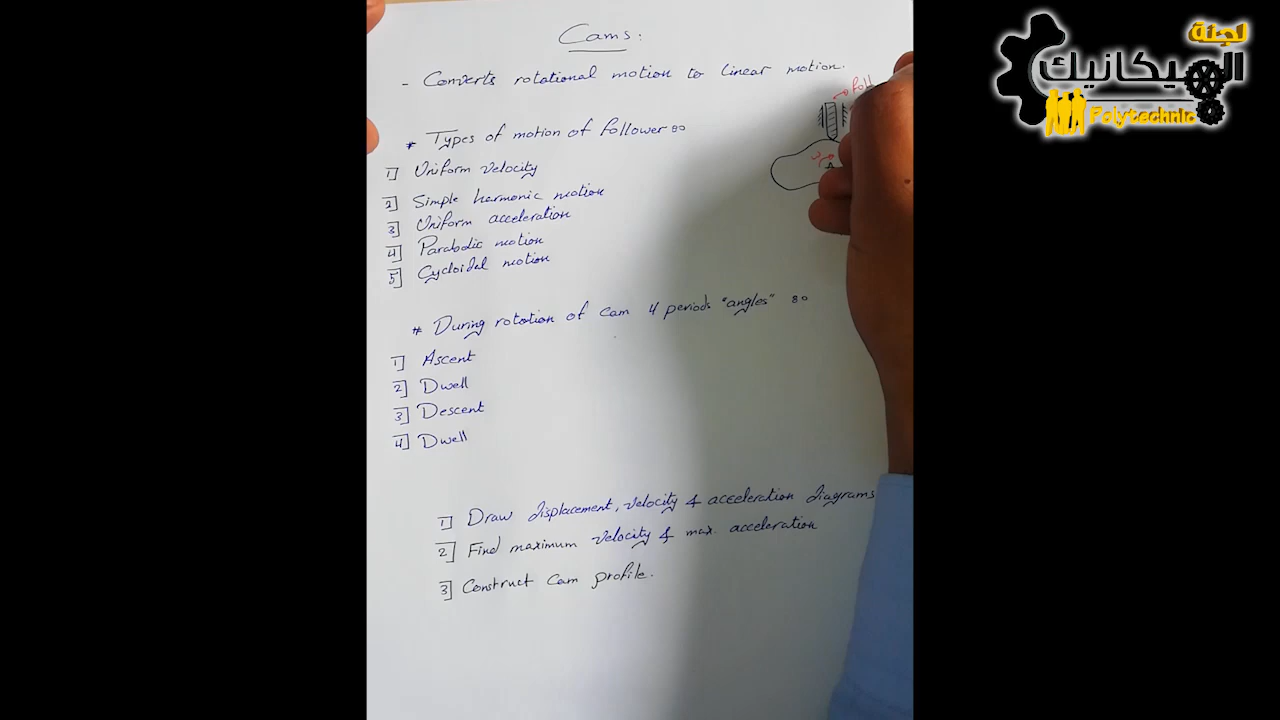 Cams:
- Converts rotational motion to linear motion.
foll
* Types of motion of follower 80
1] Uniform velocity
2] Simple harmonic motion
3] Uniform acceleration
4] Parabolic motion
5] Cycloidal motion
# During rotation of cam 4 periods "angles" 80
1] Ascent
2] Dwell
3] Descent
4] Dwell
1] Draw displacement, velocity & acceleration diagrams
2] Find maximum velocity & max. acceleration
3] Construct cam profile.
لجنة
الميكانيك
Polytechnic